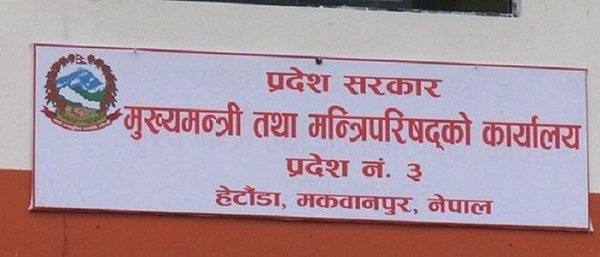 प्रदेश सरकार
मुख्यमन्त्री तथा मन्त्रिपरिषद्को कार्यालय
प्रदेश नं. ३
हेटौंडा, मकवानपुर, नेपाल